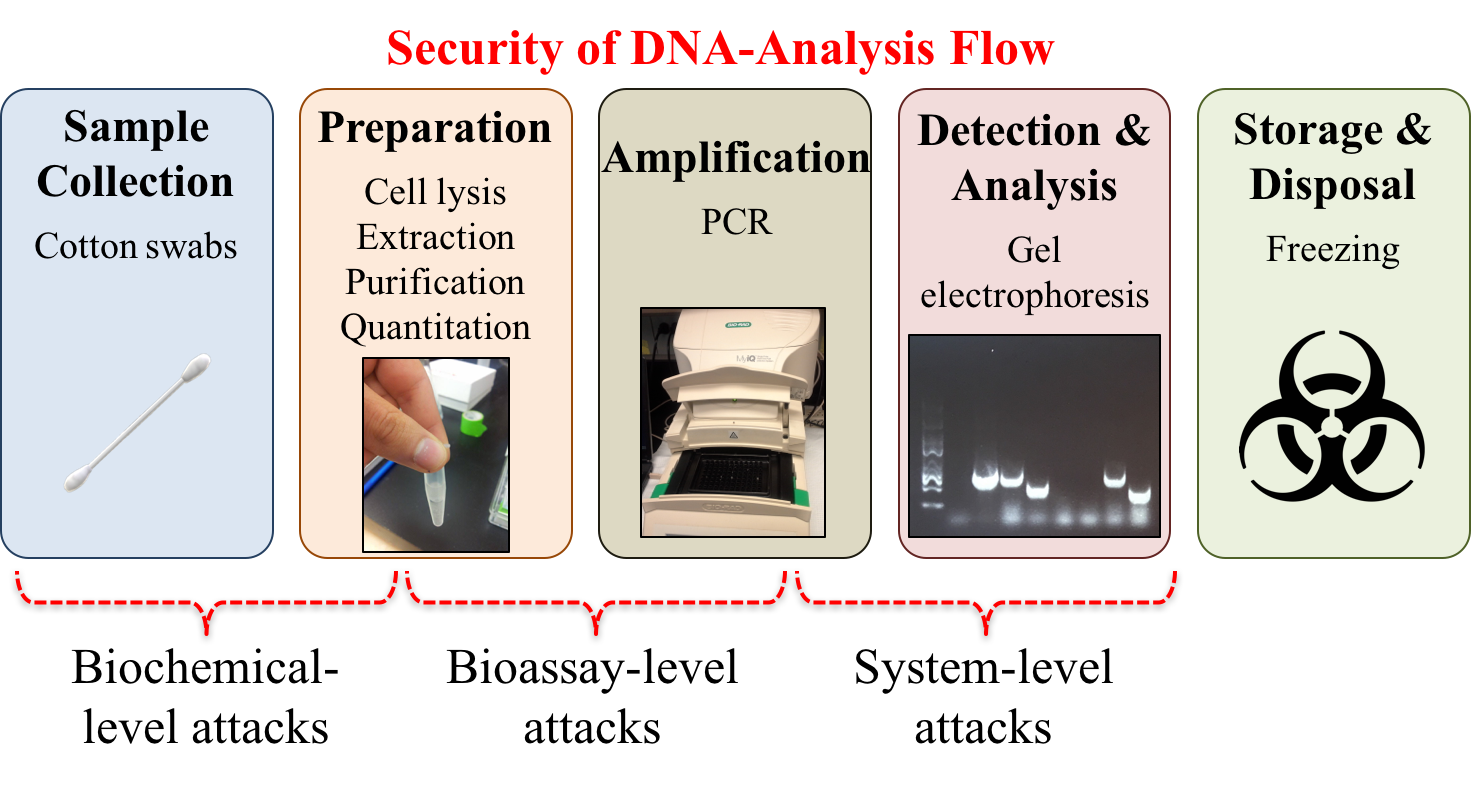 Security of DNA-Analysis Flow
Sample
Collection
Cotton swabs
Preparation
Cell lysis
Extraction
Purification
Quantitation
Amplification
PCR
BIO-RAD
MyiQ
Detection &
Analysis
Gel
electrophoresis
Storage &
Disposal
Freezing
Biochemical-
level attacks
Bioassay-level
attacks
System-level
attacks